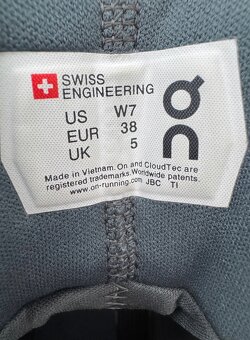 SWISS
ENGINEERING
US W7
EUR 38
UK 5
on
Made in Vietnam. On and CloudTec are
registered trademarks. Worldwide patents.
www.on-running.com JBC TI